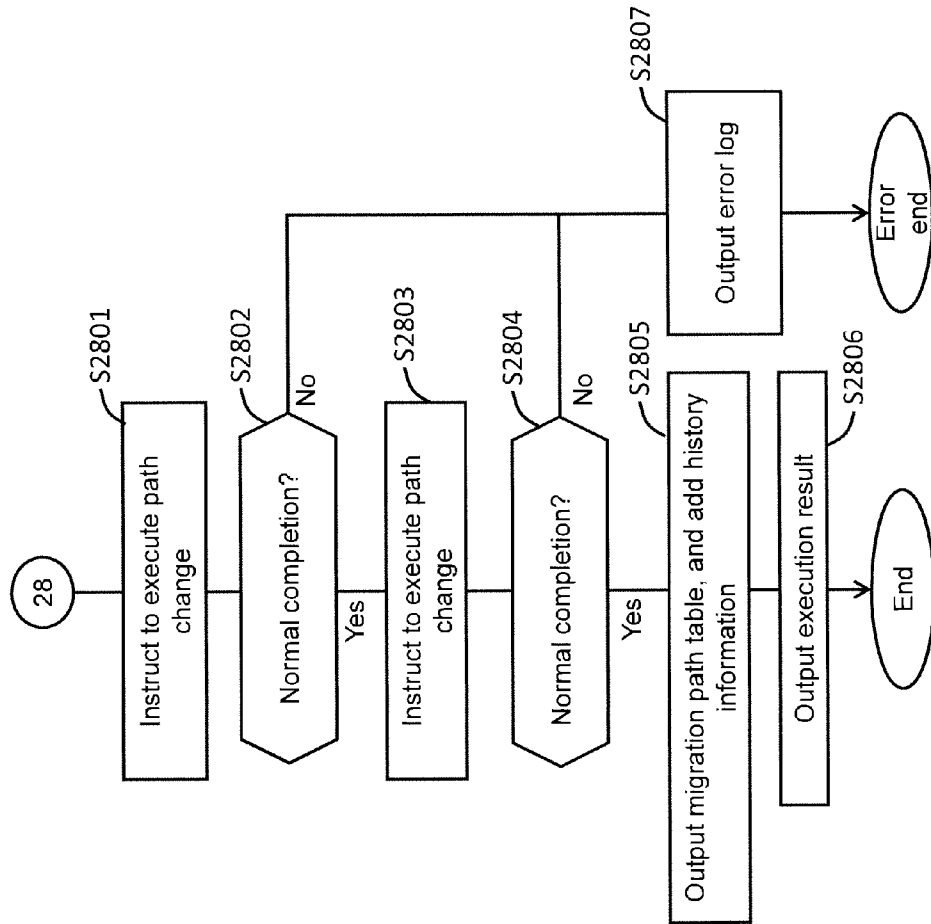 28
S2801
Instruct to execute path
change
S2802
Normal completion?
No
Yes
S2803
Instruct to execute path
change
S2804
Normal completion?
No
Yes
S2805
Output migration path table, and add history
information
S2806
Output execution result
End
S2807
Output error log
Error
end